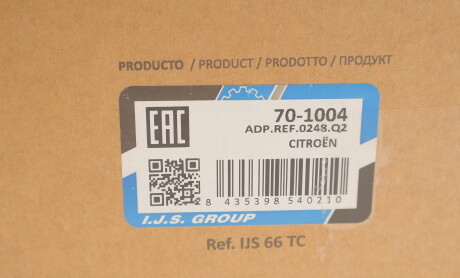 PRODUCTO / PRODUCT / PRODOTTO / ПРОДУКТ
EAC
70-1004
ADP.REF.0248.Q2
CITROËN
8 435398 540210
I.J.S. GROUP
Ref. IJS 66 TC